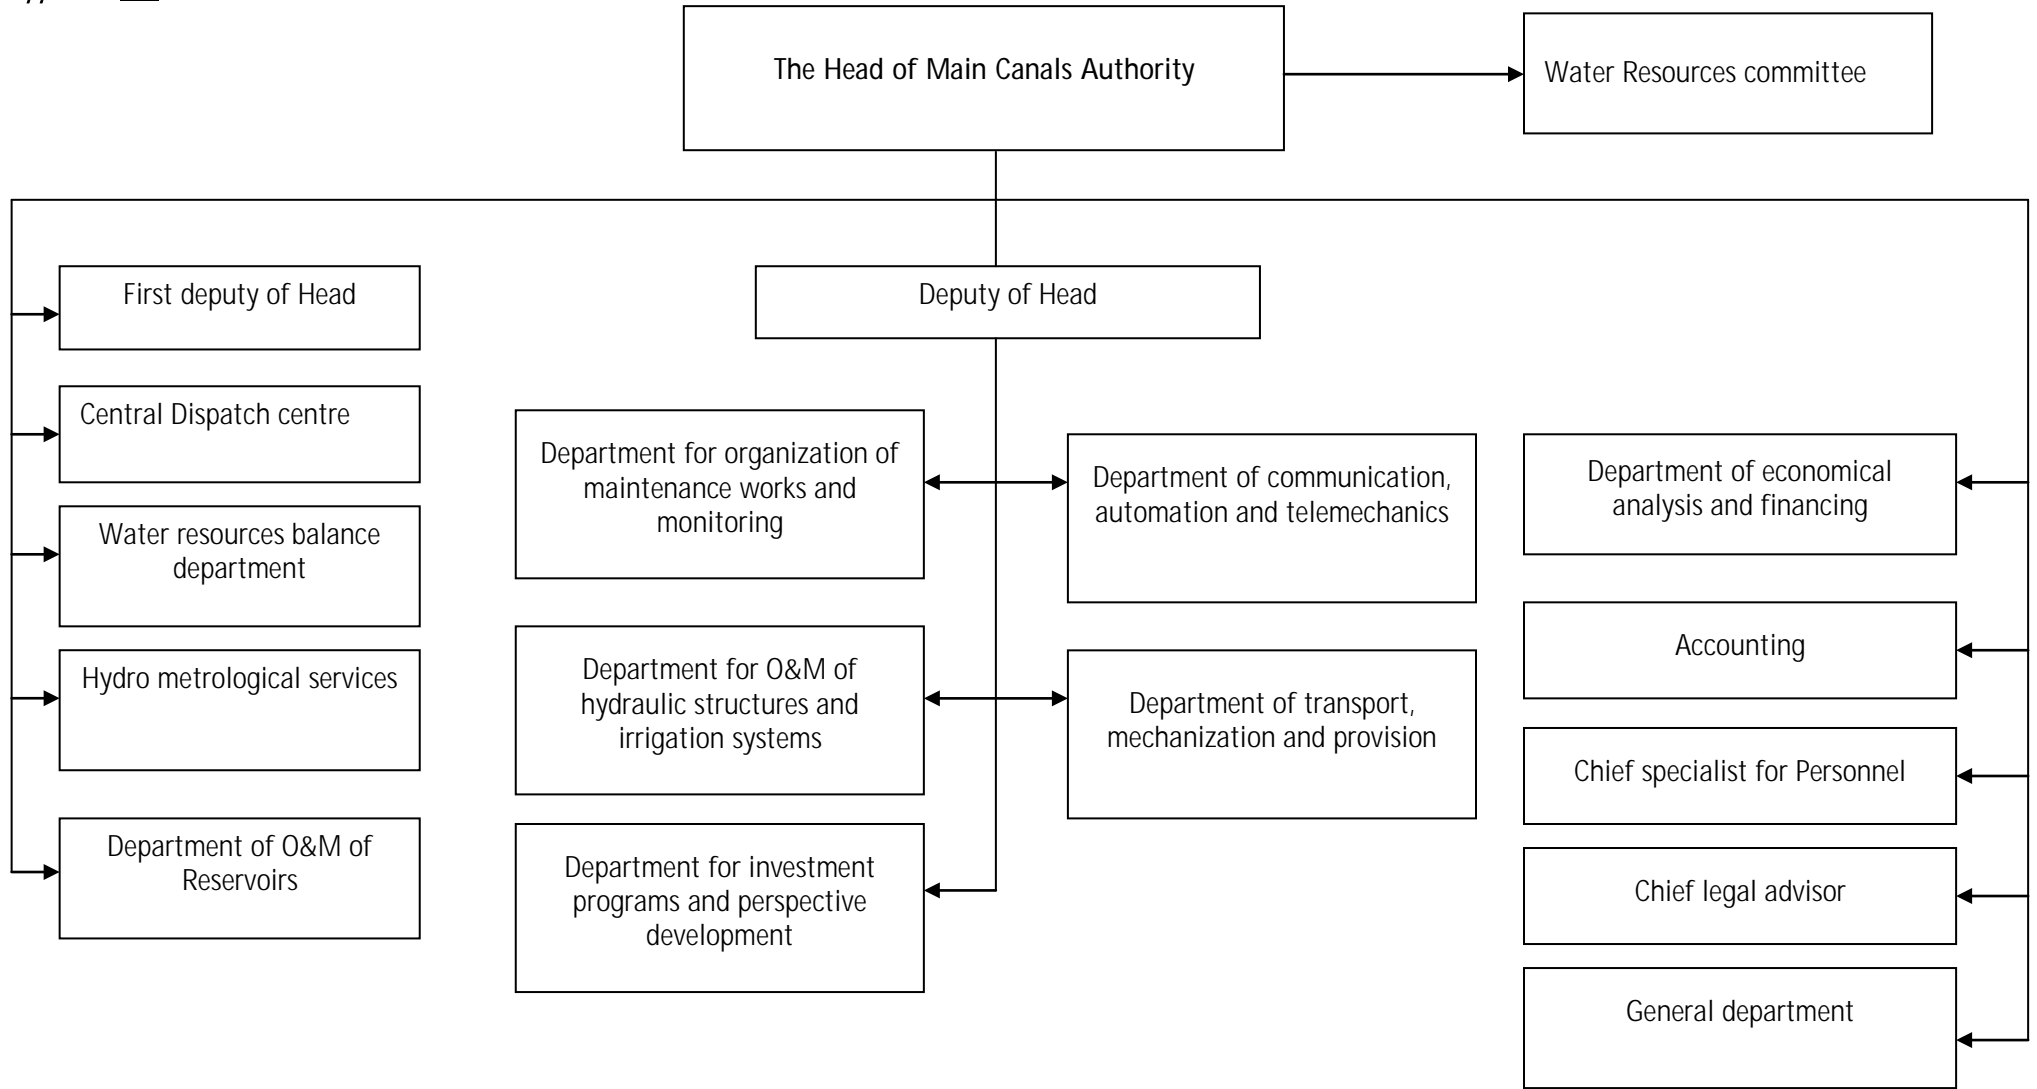 The Head of Main Canals Authority
Water Resources committee
First deputy of Head
Deputy of Head
Central Dispatch centre
Department for organization of
maintenance works and
monitoring
Department of communication,
automation and telemechanics
Department of economical
analysis and financing
Water resources balance
department
Hydro metrological services
Department for O&M of
hydraulic structures and
irrigation systems
Department of transport,
mechanization and provision
Accounting
Chief specialist for Personnel
Department of O&M of
Reservoirs
Department for investment
programs and perspective
development
Chief legal advisor
General department